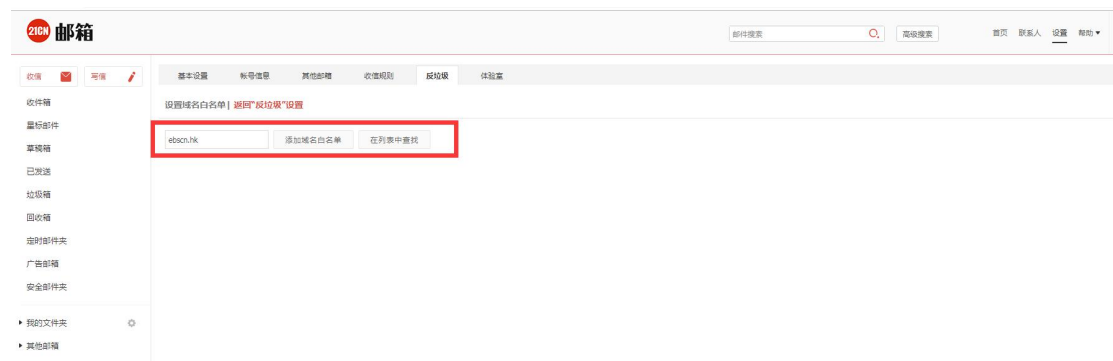 21CN 邮箱
邮件搜索 高级搜索 首页 联系人 设置 帮助
收信 写信
基本设置 帐号信息 其他邮箱 收信规则 反垃圾 体验室
收件箱
设置域名白名单| 返回"反垃圾"设置
星标邮件
ebscn.hk 添加域名白名单 在列表中查找
草稿箱
已发送
垃圾箱
回收箱
定时邮件夹
广告邮箱
安全邮件夹
我的文件夹
其他邮箱